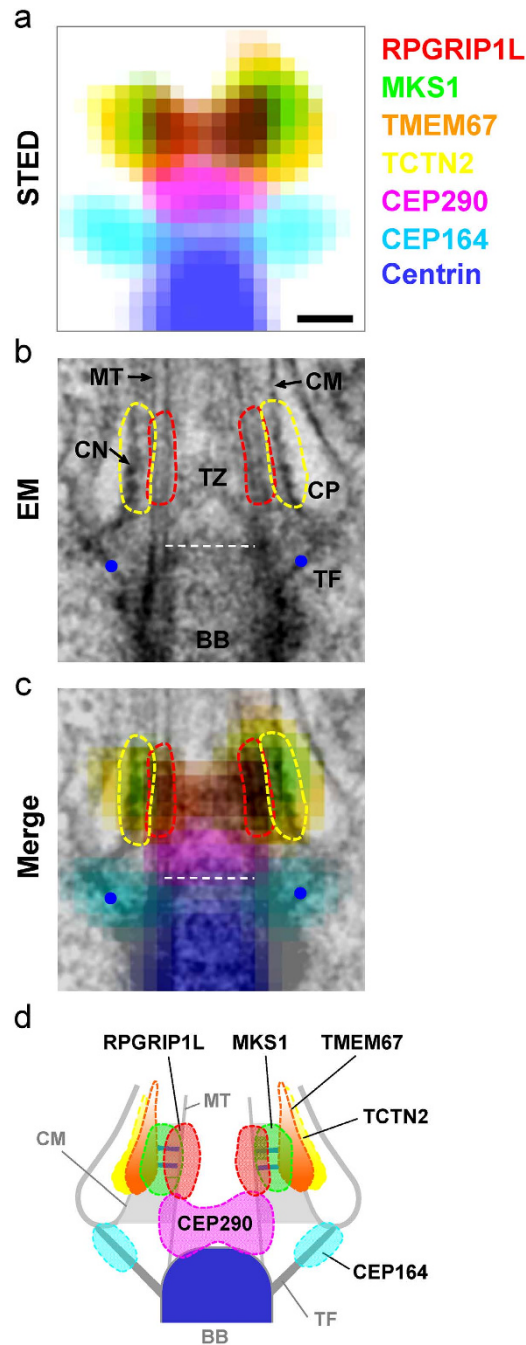 a
STED
RPGRIP1L
MKS1
TMEM67
TCTN2
CEP290
CEP164
Centrin
b
EM
MT
CM
CN
TZ
CP
TF
BB
c
Merge
d
RPGRIP1L
MKS1
TMEM67
MT
TCTN2
CM
CEP290
CEP164
TF
BB